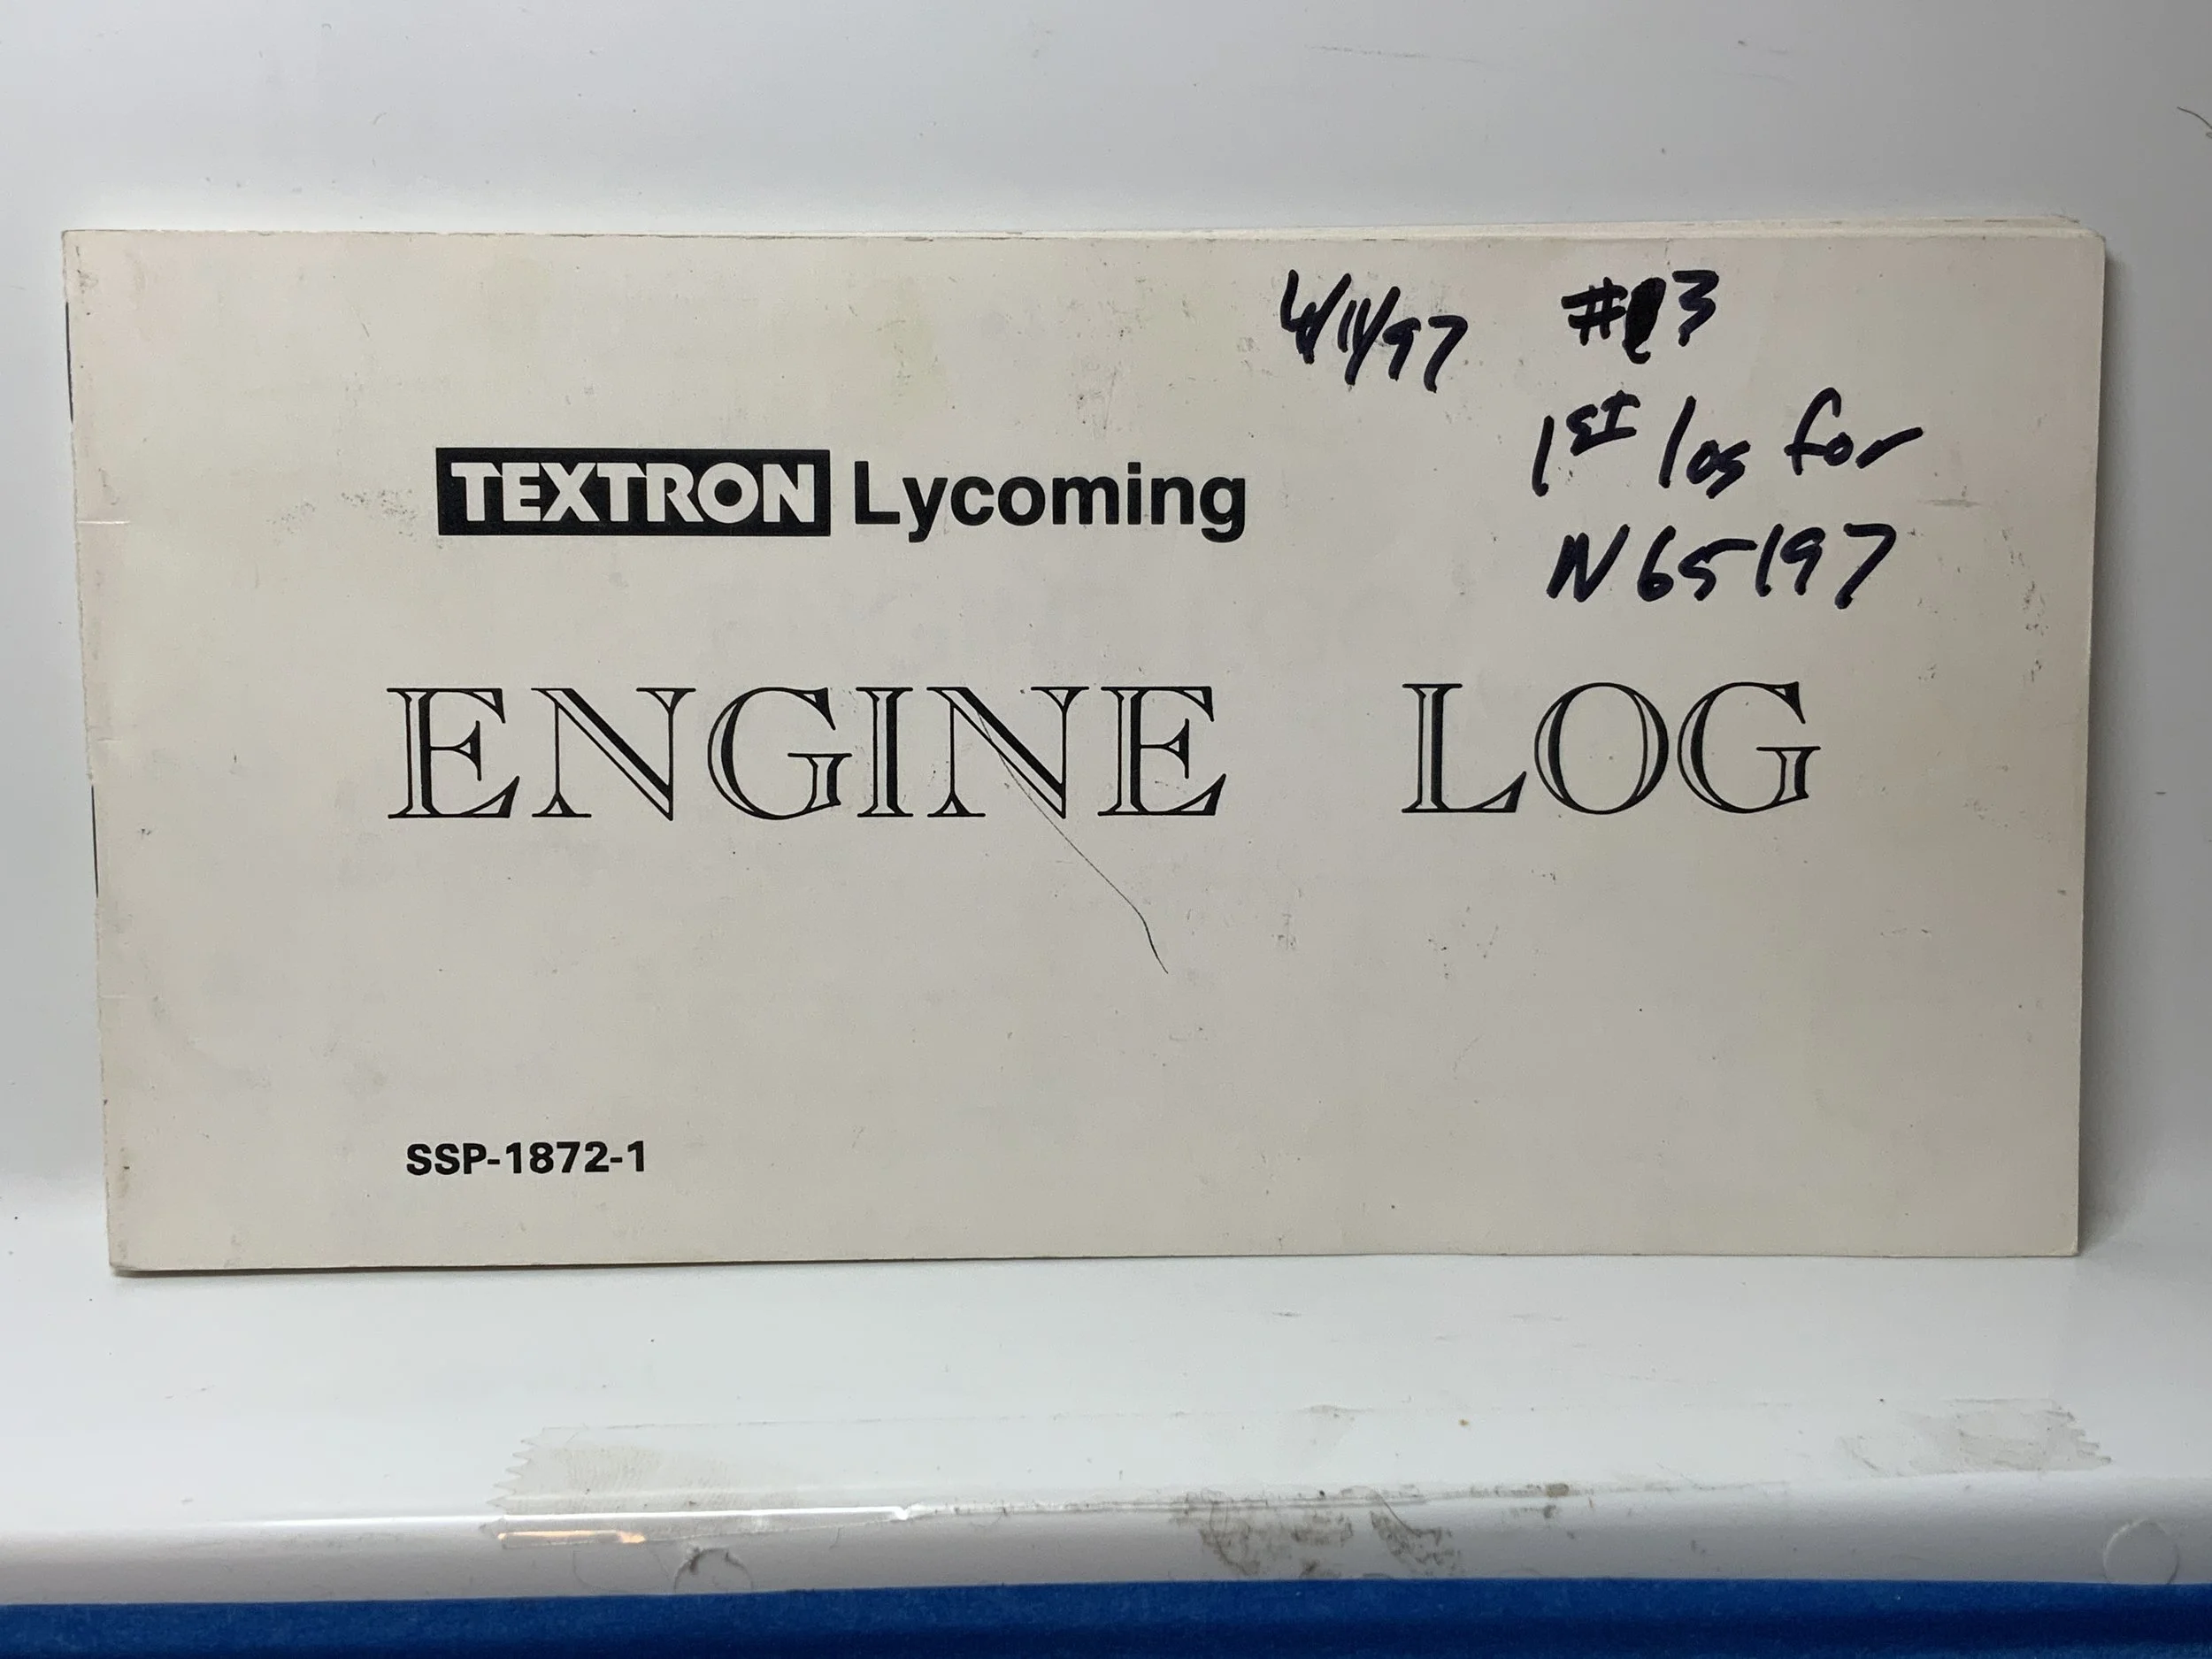 4/11/97 #3
1st log for
N65197
TEXTRON Lycoming
ENGINE LOG
SSP-1872-1